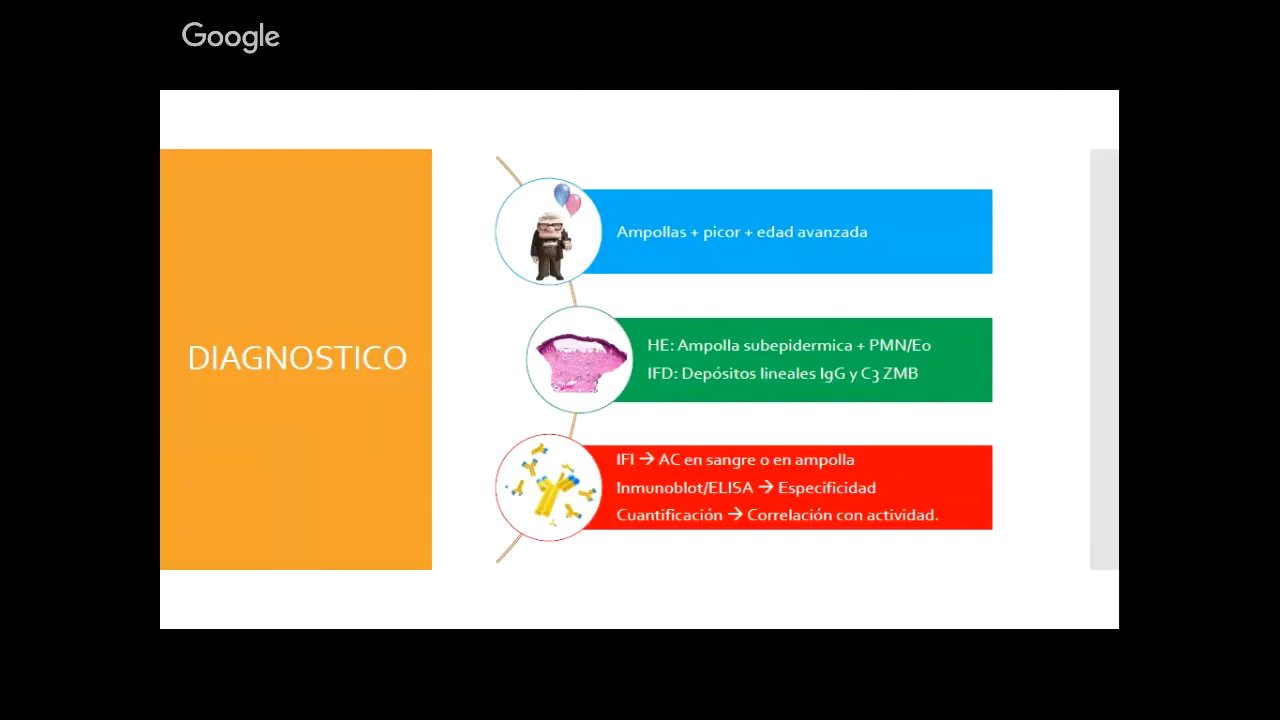 Google
DIAGNOSTICO
Ampollas + picor + edad avanzada
HE: Ampolla subepidermica + PMN/Eo
IFD: Depósitos lineales IgG y C3 ZMB
IFI → AC en sangre o en ampolla
Inmunoblot/ELISA → Especificidad
Cuantificación → Correlación con actividad.